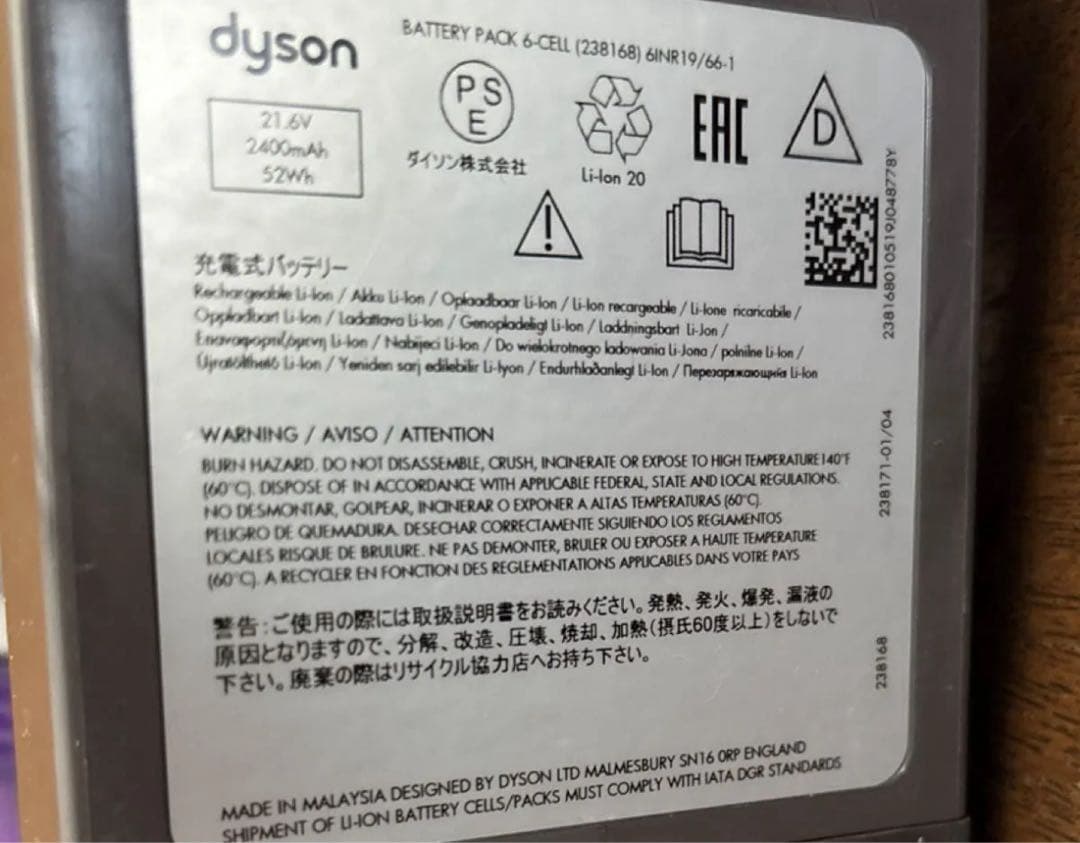 dyson
BATTERY PACK 6-CELL (238168) 6INR19/66-1
21.6V
2400mAh
52Wh
PSE
ダイソン株式会社
Li-Ion 20
EAC
D
充電式バッテリー
Rechargeable Li-Ion / Akku Li-Ion / Oplaadbaar Li-Ion / Li-Ion recargeable / Li-Ione ricaricabile /
Oppladbart Li-Ion / Ladattava Li-Ion / Genopladeligt Li-Ion / Laddningsbart Li-Jon /
Επαναφορτιζόμενη Li-Ion / Nabíjecí Li-Ion / Do wielokrotnego ładowania Li-Jona / polnilne Li-Ion /
Újratölthető Li-Ion / Yeniden sarj edilebilir Li-Iyon / Endurhlaðanlegt Li-Ion / Перезаряжающийся Li-Ion
WARNING / AVISO / ATTENTION
BURN HAZARD. DO NOT DISASSEMBLE, CRUSH, INCINERATE OR EXPOSE TO HIGH TEMPERATURE 140°F
(60°C). DISPOSE OF IN ACCORDANCE WITH APPLICABLE FEDERAL, STATE AND LOCAL REGULATIONS.
NO DESMONTAR, GOLPEAR, INCINERAR O EXPONER A ALTAS TEMPERATURAS (60°C).
PELIGRO DE QUEMADURA. DESECHAR CORRECTAMENTE SIGUIENDO LOS REGLAMENTOS
LOCALES RISQUE DE BRULURE. NE PAS DEMONTER, BRULER OU EXPOSER A HAUTE TEMPERATURE
(60°C). A RECYCLER EN FONCTION DES REGLEMENTATIONS APPLICABLES DANS VOTRE PAYS
警告:ご使用の際には取扱説明書をお読みください。発熱、発火、爆発、漏液の
原因となりますので、分解、改造、圧壊、焼却、加熱(摂氏60度以上)をしないで
下さい。廃棄の際はリサイクル協力店へお持ち下さい。
MADE IN MALAYSIA DESIGNED BY DYSON LTD MALMESBURY SN16 0RP ENGLAND
SHIPMENT OF LI-ION BATTERY CELLS/PACKS MUST COMPLY WITH IATA DGR STANDARDS
238168010519J048778Y
238171-01/04
238168